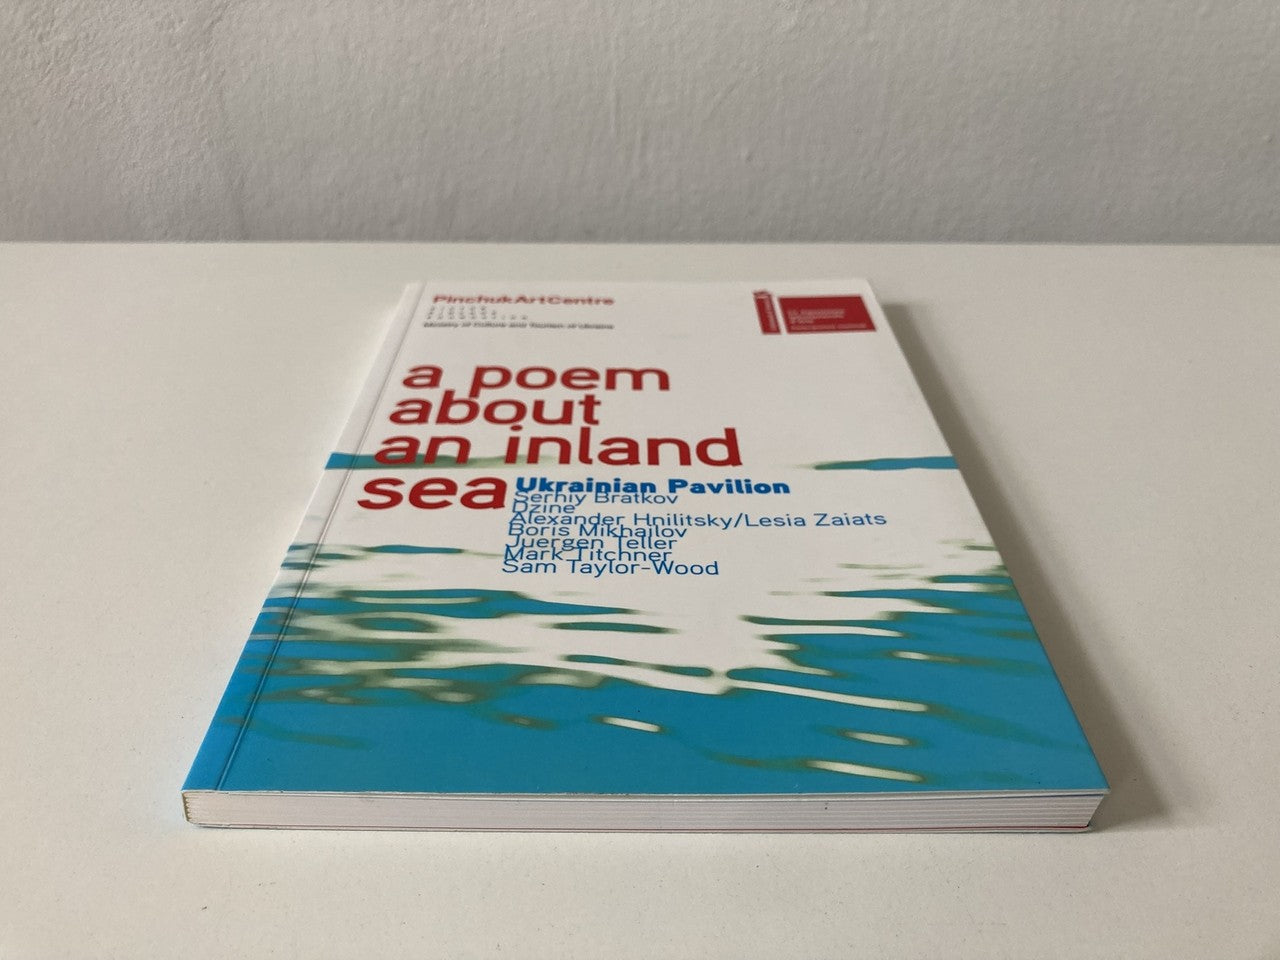 PinchukArtCentre
Ministry of Culture and Tourism of Ukraine
a poem
about
an inland
sea
Ukrainian Pavilion
Serhiy Bratkov
Dzine
Alexander Hnilitsky/Lesia Zaiats
Boris Mikhailov
Juergen Teller
Mark Titchner
Sam Taylor-Wood